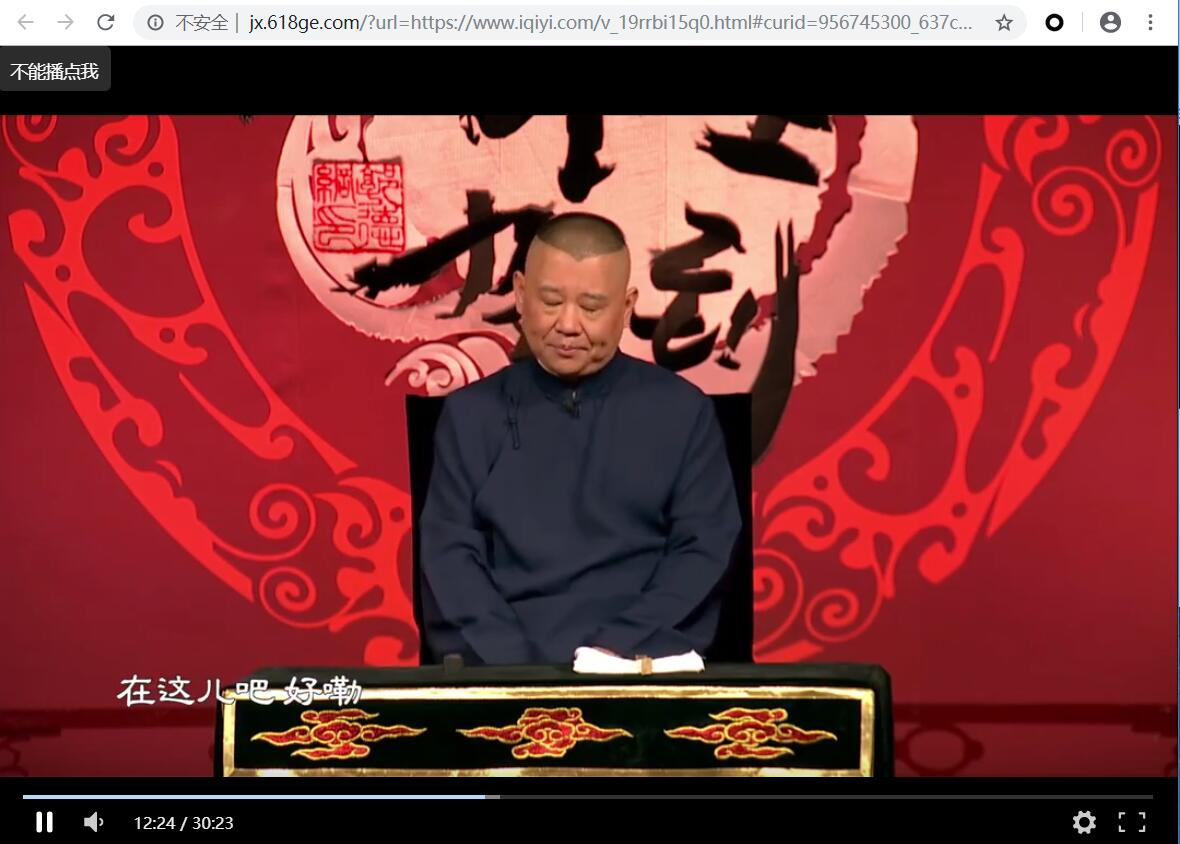 不安全 | jx.618ge.com/?url=https://www.iqiyi.com/v_19rrbi15q0.html#curid=956745300_637c...
不能播点我
在这儿吧 好嘞
12:24 / 30:23